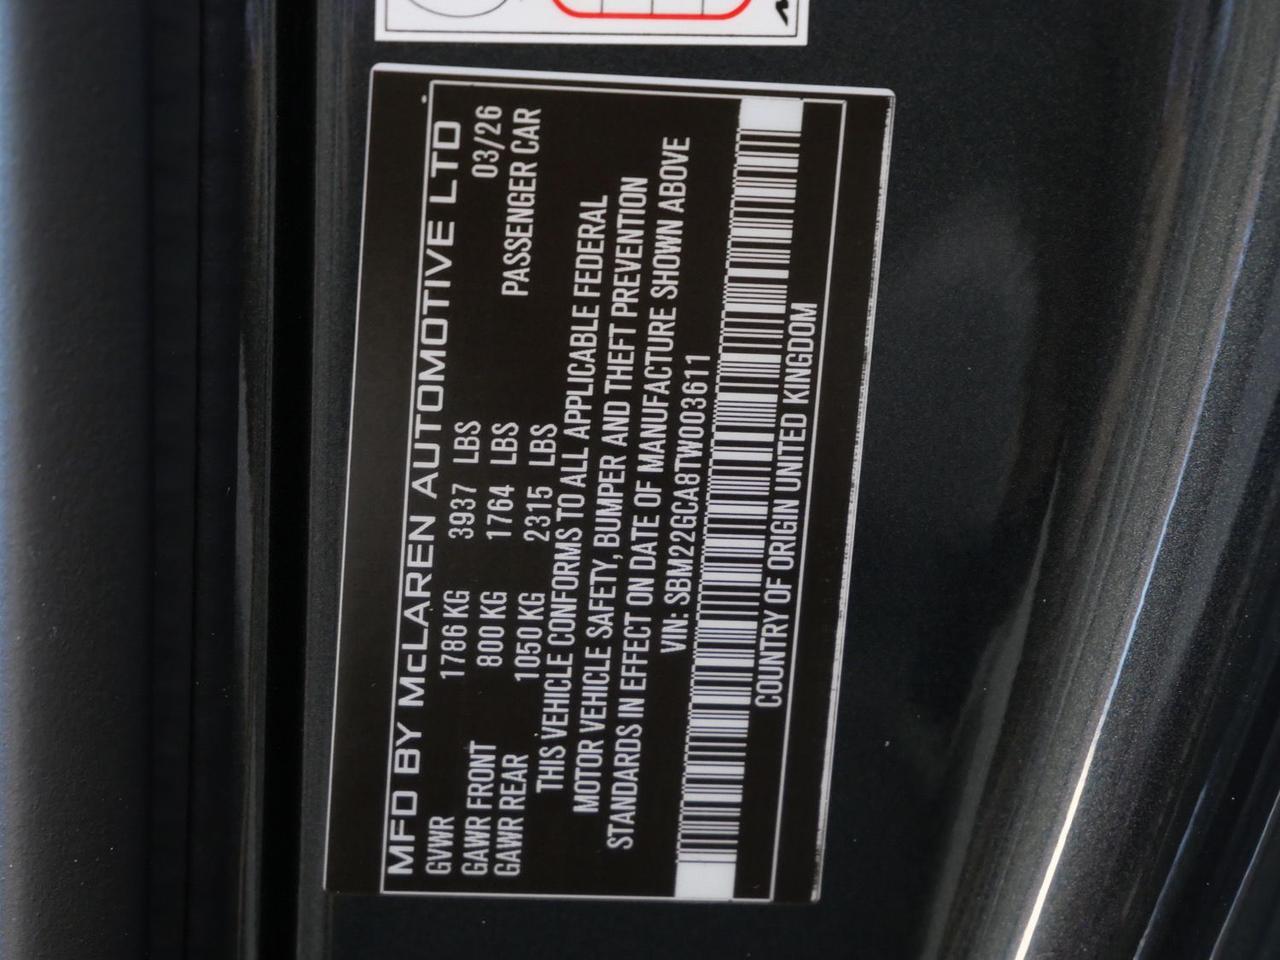 MFD BY McLAREN AUTOMOTIVE LTD
GVWR 1786 KG 3937 LBS 03/26
GAWR FRONT 800 KG 1764 LBS PASSENGER CAR
GAWR REAR 1050 KG 2315 LBS
THIS VEHICLE CONFORMS TO ALL APPLICABLE FEDERAL
MOTOR VEHICLE SAFETY, BUMPER AND THEFT PREVENTION
STANDARDS IN EFFECT ON DATE OF MANUFACTURE SHOWN ABOVE
VIN: SBM22GCA8TW003611
COUNTRY OF ORIGIN UNITED KINGDOM